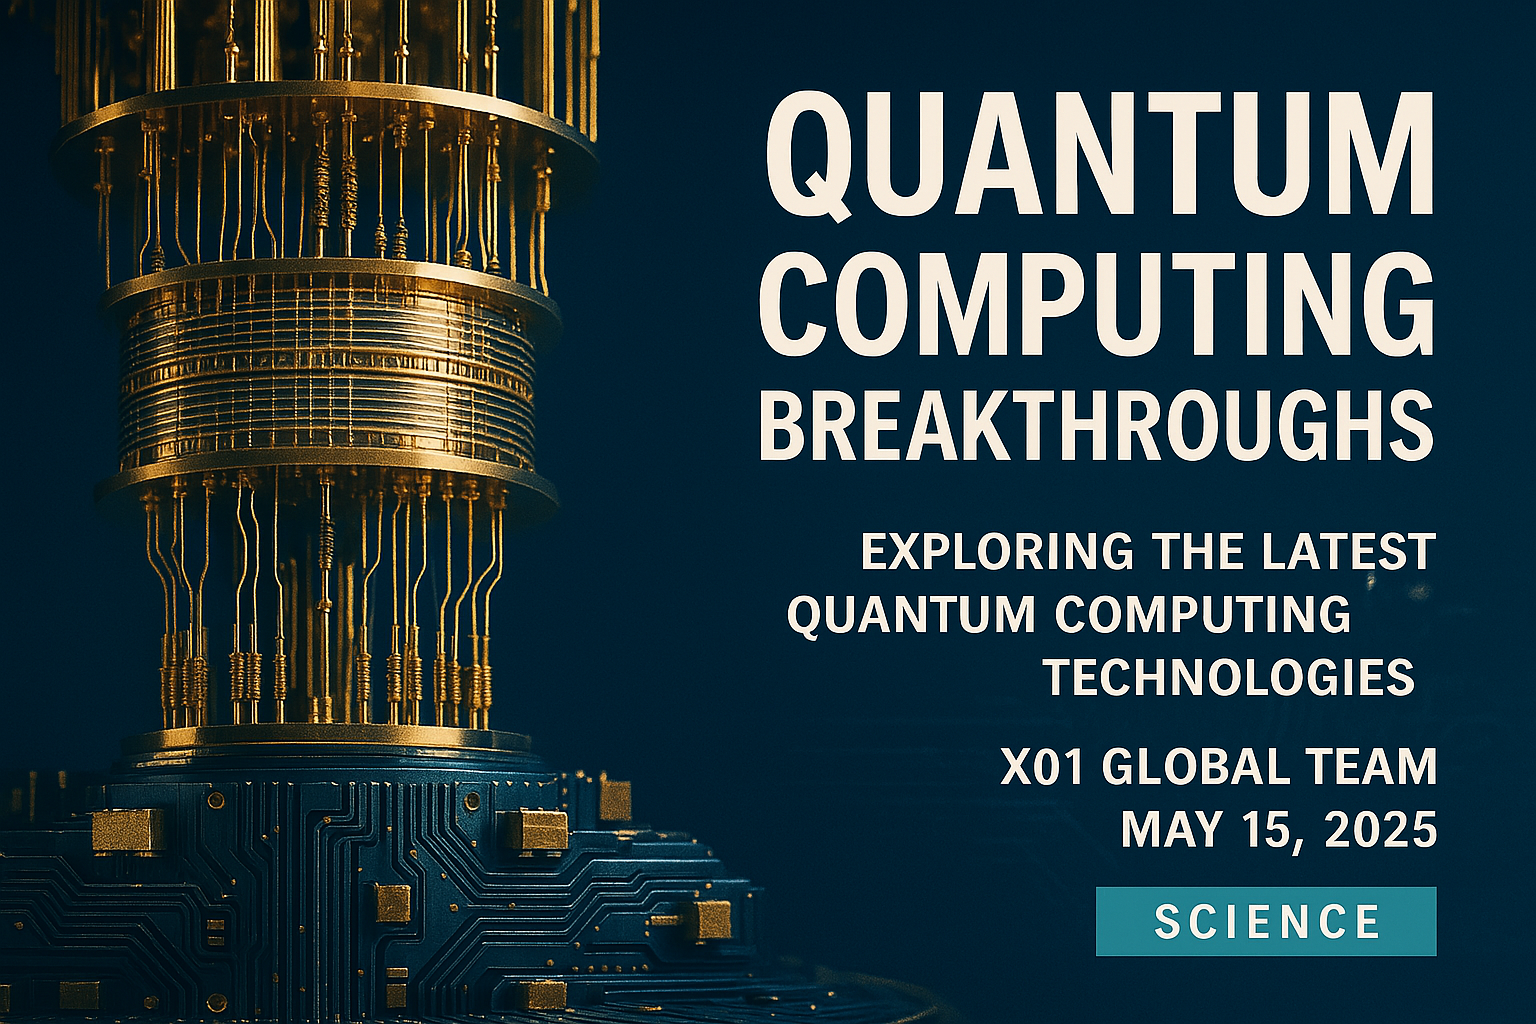 QUANTUM
COMPUTING
BREAKTHROUGHS
EXPLORING THE LATEST
QUANTUM COMPUTING
TECHNOLOGIES
X01 GLOBAL TEAM
MAY 15, 2025
SCIENCE